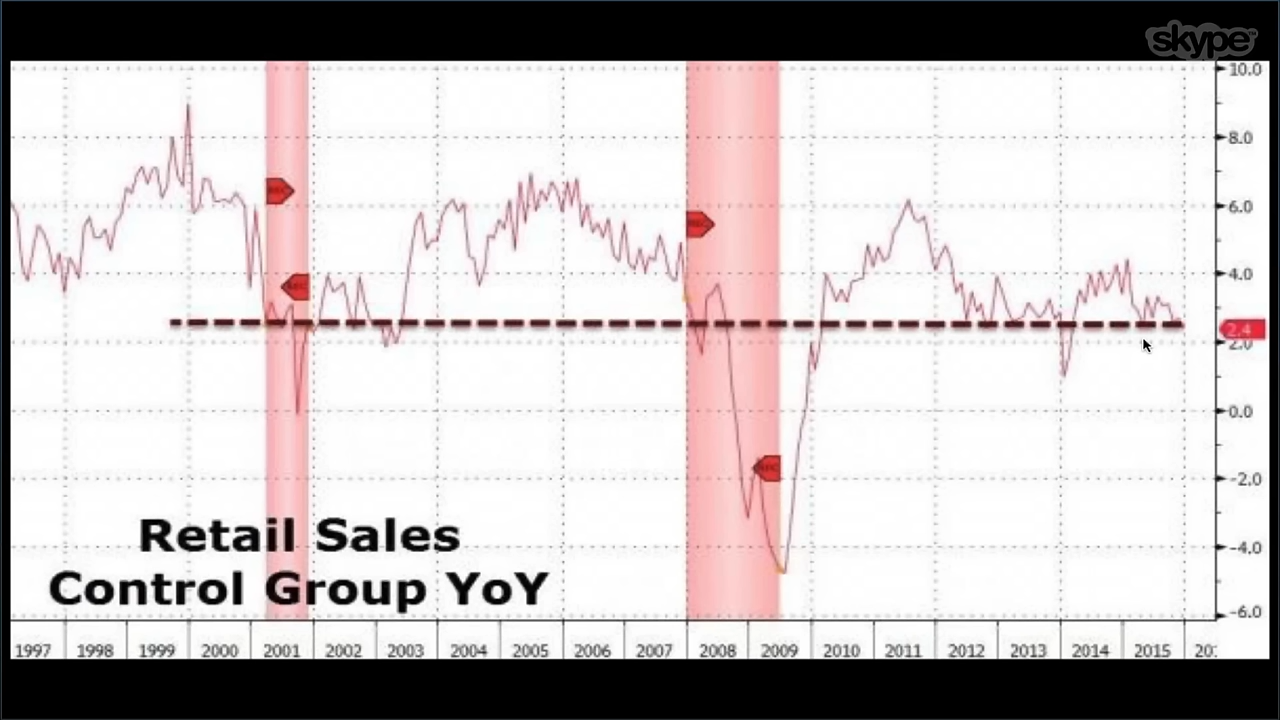 skype™
10.0
8.0
6.0
4.0
2.4
2.0
0.0
-2.0
-4.0
-6.0
Retail Sales
Control Group YoY
1997 1998 1999 2000 2001 2002 2003 2004 2005 2006 2007 2008 2009 2010 2011 2012 2013 2014 2015